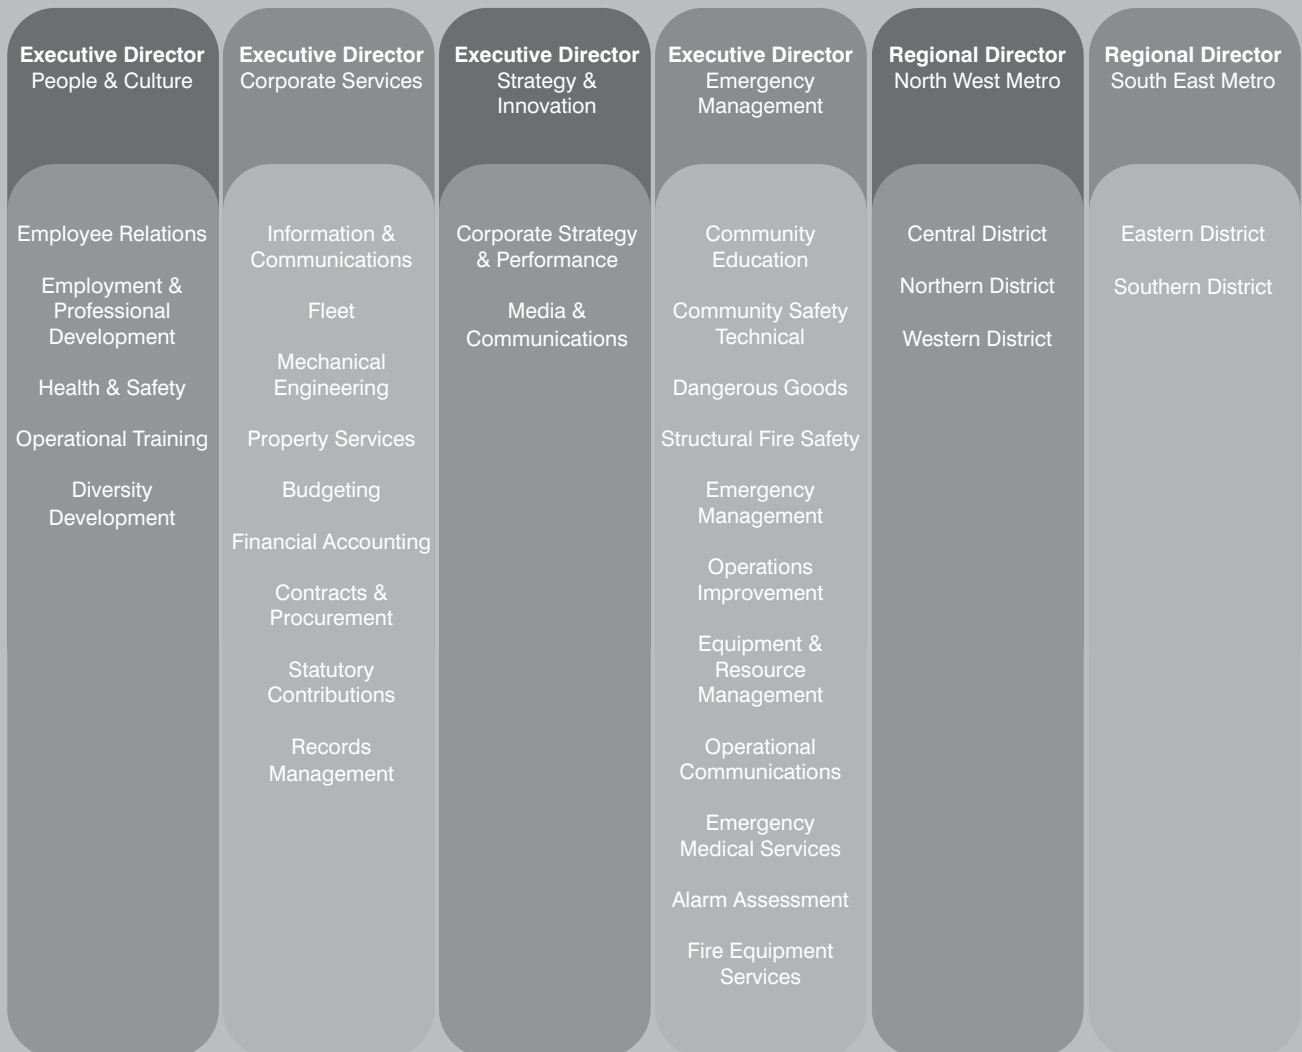 Executive Director
People & Culture
Employee Relations
Employment &
Professional
Development
Health & Safety
Operational Training
Diversity
Development
Executive Director
Corporate Services
Information &
Communications
Fleet
Mechanical
Engineering
Property Services
Budgeting
Financial Accounting
Contracts &
Procurement
Statutory
Contributions
Records
Management
Executive Director
Strategy &
Innovation
Corporate Strategy
& Performance
Media &
Communications
Executive Director
Emergency
Management
Community
Education
Community Safety
Technical
Dangerous Goods
Structural Fire Safety
Emergency
Management
Operations
Improvement
Equipment &
Resource
Management
Operational
Communications
Emergency
Medical Services
Alarm Assessment
Fire Equipment
Services
Regional Director
North West Metro
Central District
Northern District
Western District
Regional Director
South East Metro
Eastern District
Southern District